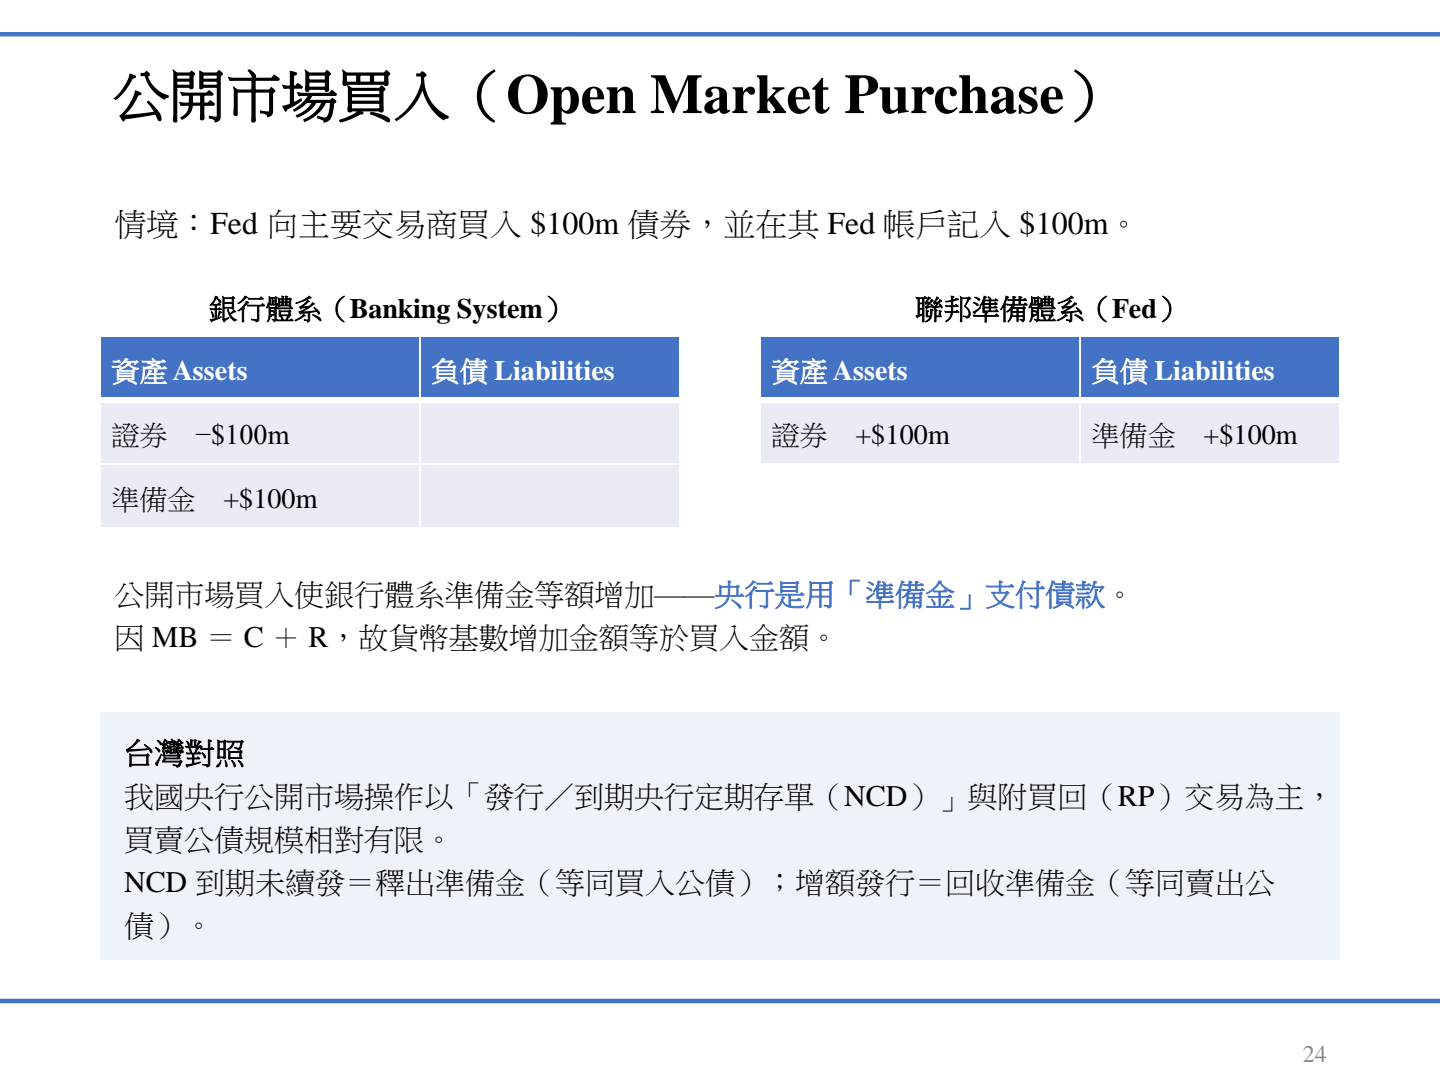 公開市場買入（Open Market Purchase）
情境：Fed 向主要交易商買入 $100m 債券，並在其 Fed 帳戶記入 $100m。
銀行體系（Banking System）
資產 Assets 負債 Liabilities
證券　−$100m
準備金　+$100m
聯邦準備體系（Fed）
資產 Assets 負債 Liabilities
證券　+$100m 準備金　+$100m
公開市場買入使銀行體系準備金等額增加——央行是用「準備金」支付債款。
因 MB ＝ C ＋ R，故貨幣基數增加金額等於買入金額。
台灣對照
我國央行公開市場操作以「發行／到期央行定期存單（NCD）」與附買回（RP）交易為主，
買賣公債規模相對有限。
NCD 到期未續發＝釋出準備金（等同買入公債）；增額發行＝回收準備金（等同賣出公
債）。
24